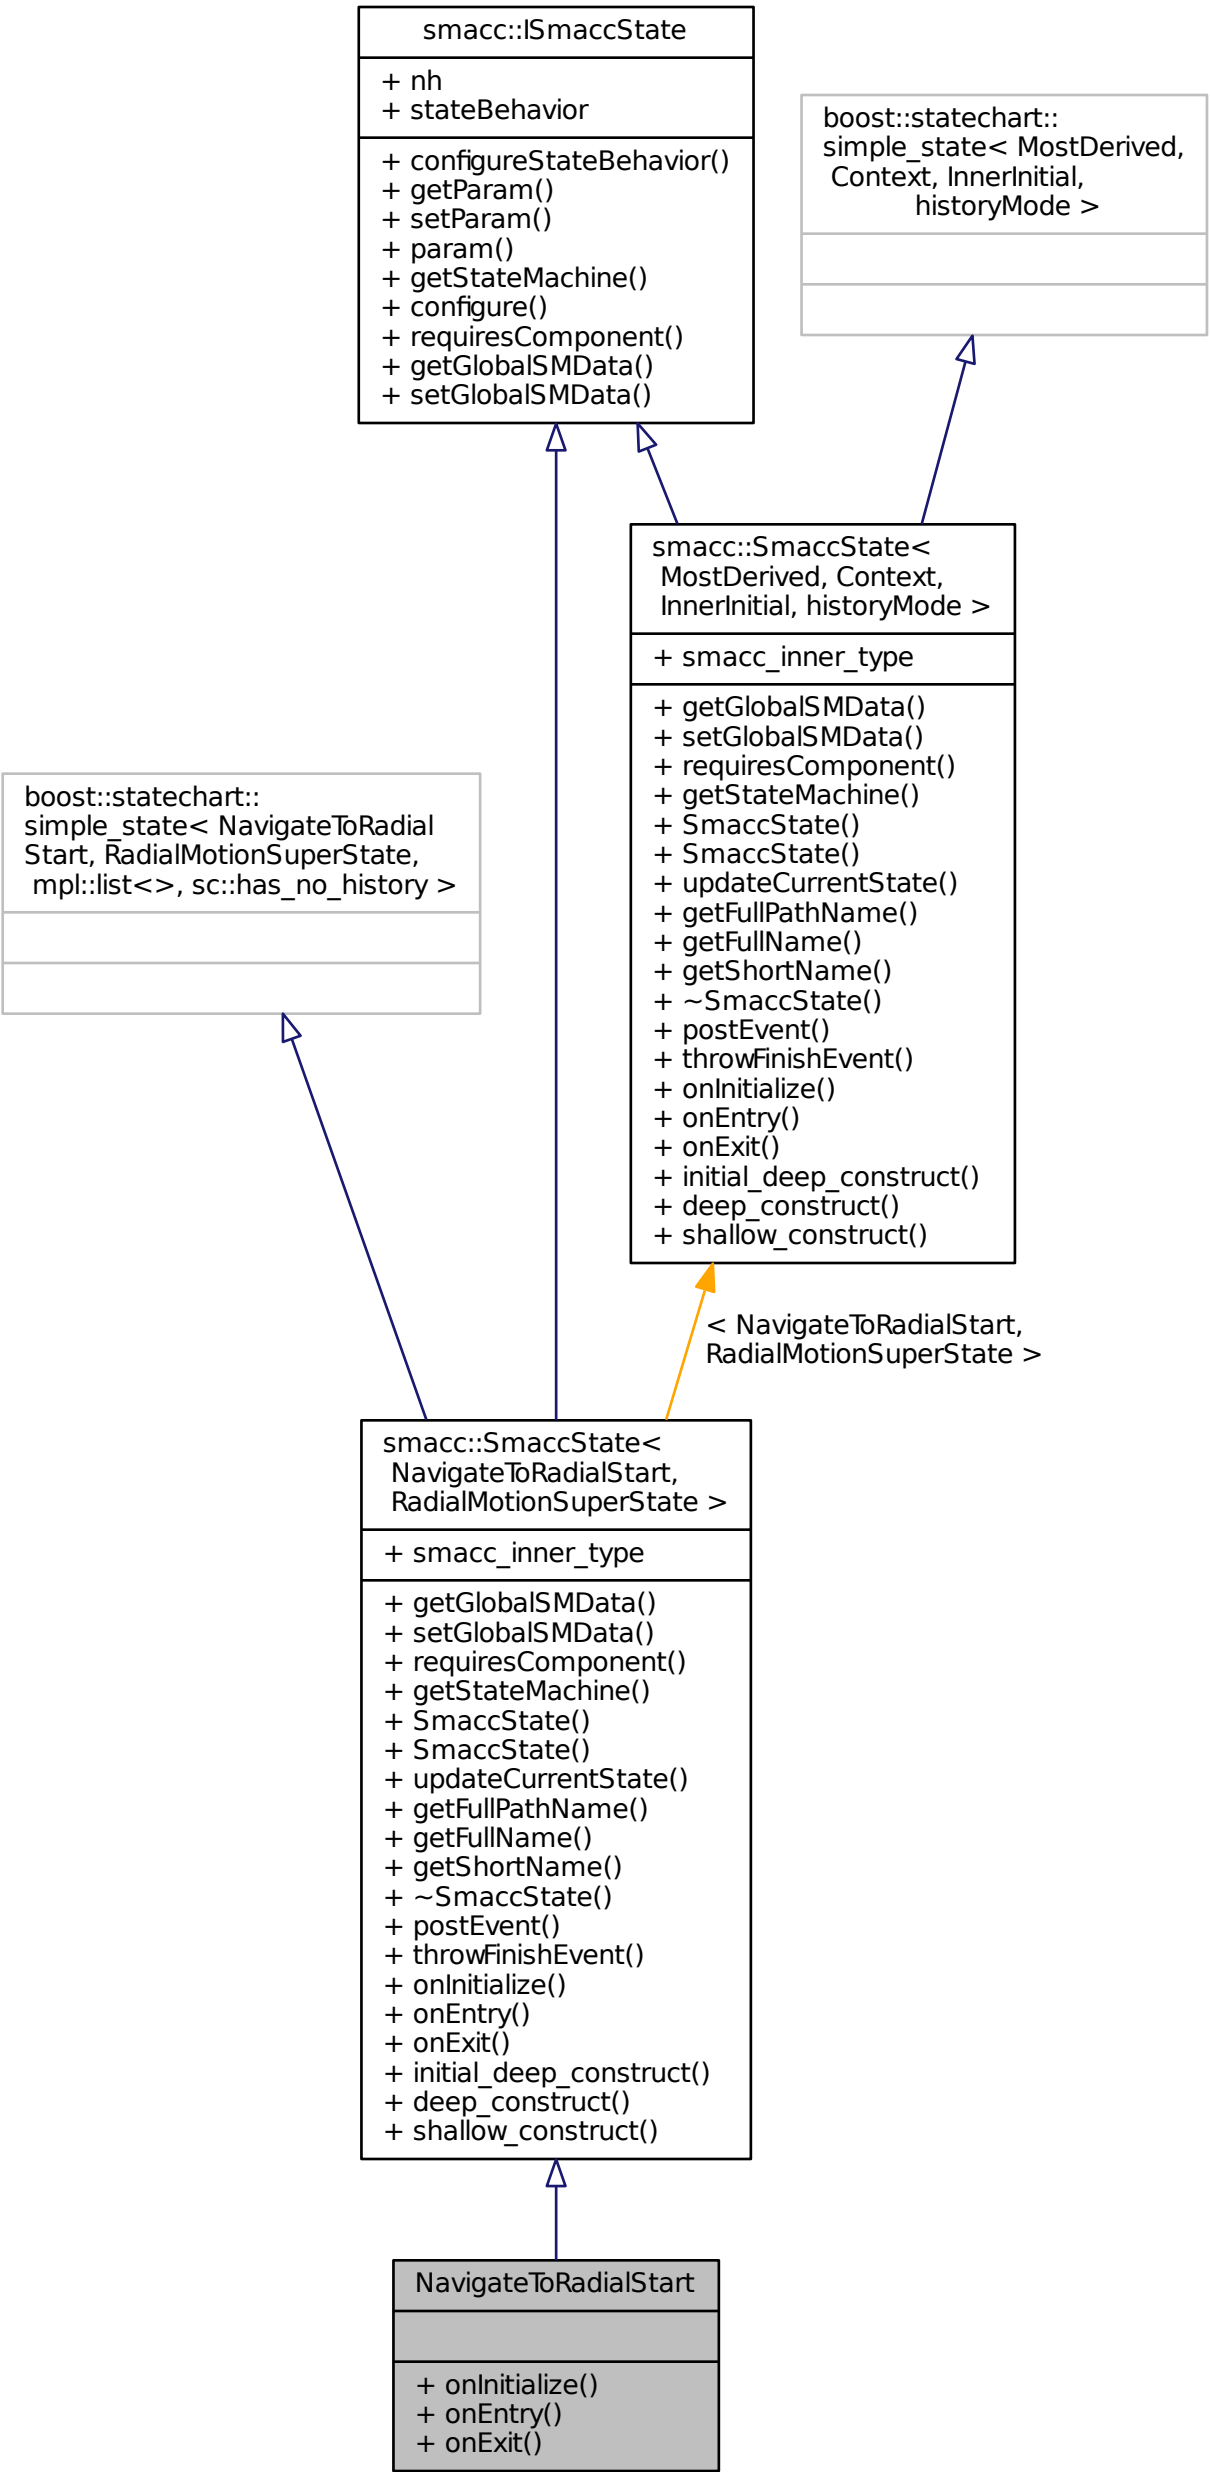 smacc::ISmaccState
+ nh
+ stateBehavior
+ configureStateBehavior()
+ getParam()
+ setParam()
+ param()
+ getStateMachine()
+ configure()
+ requiresComponent()
+ getGlobalSMData()
+ setGlobalSMData()
boost::statechart::
simple_state< MostDerived,
Context, InnerInitial,
historyMode >
smacc::SmaccState<
MostDerived, Context,
InnerInitial, historyMode >
+ smacc_inner_type
+ getGlobalSMData()
+ setGlobalSMData()
+ requiresComponent()
+ getStateMachine()
+ SmaccState()
+ SmaccState()
+ updateCurrentState()
+ getFullPathName()
+ getFullName()
+ getShortName()
+ ~SmaccState()
+ postEvent()
+ throwFinishEvent()
+ onInitialize()
+ onEntry()
+ onExit()
+ initial_deep_construct()
+ deep_construct()
+ shallow_construct()
boost::statechart::
simple_state< NavigateToRadial
Start, RadialMotionSuperState,
mpl::list<>, sc::has_no_history >
< NavigateToRadialStart,
RadialMotionSuperState >
smacc::SmaccState<
NavigateToRadialStart,
RadialMotionSuperState >
+ smacc_inner_type
+ getGlobalSMData()
+ setGlobalSMData()
+ requiresComponent()
+ getStateMachine()
+ SmaccState()
+ SmaccState()
+ updateCurrentState()
+ getFullPathName()
+ getFullName()
+ getShortName()
+ ~SmaccState()
+ postEvent()
+ throwFinishEvent()
+ onInitialize()
+ onEntry()
+ onExit()
+ initial_deep_construct()
+ deep_construct()
+ shallow_construct()
NavigateToRadialStart
+ onInitialize()
+ onEntry()
+ onExit()